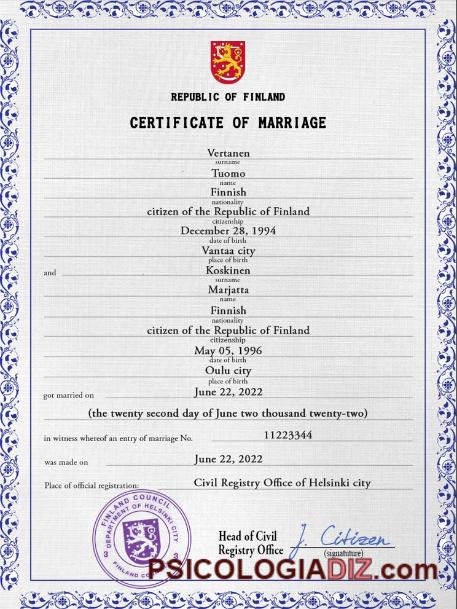 REPUBLIC OF FINLAND
CERTIFICATE OF MARRIAGE
Vertanen
surname
Tuomo
name
Finnish
nationality
citizen of the Republic of Finland
citizenship
December 28, 1994
date of birth
Vantaa city
place of birth
and Koskinen
surname
Marjatta
name
Finnish
nationality
citizen of the Republic of Finland
citizenship
May 05, 1996
date of birth
Oulu city
place of birth
got married on June 22, 2022
(the twenty second day of June two thousand twenty-two)
in witness whereof an entry of marriage No. 11223344
was made on June 22, 2022
Place of official registration: Civil Registry Office of Helsinki city
FINLAND COUNCIL
DEPARTMENT OF HELSINKI CITY
Head of Civil
Registry Office
J. Citizen
PSICOLOGIADIZ.com